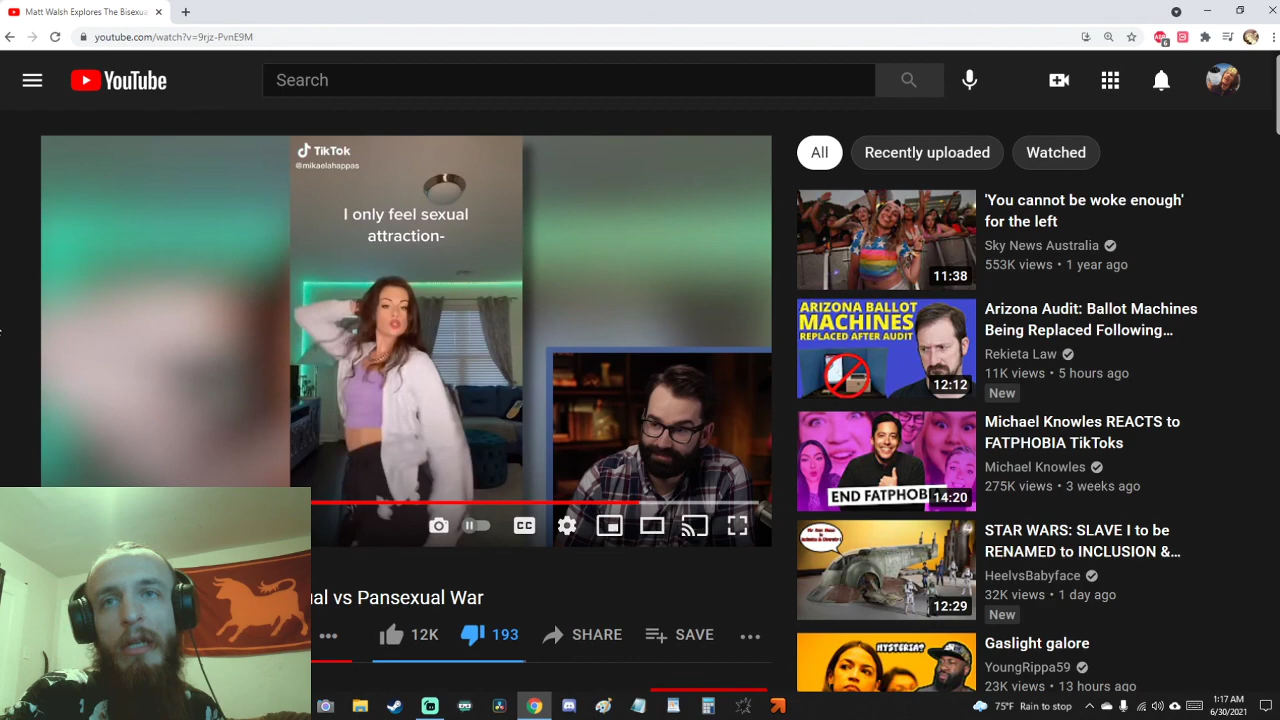 Matt Walsh Explores The Bisexua
youtube.com/watch?v=9rjz-PvnE9M
6
YouTube
Search
TikTok
@mikaelahappas
I only feel sexual
attraction-
CC
al vs Pansexual War
12K
193
SHARE
SAVE
All
Recently uploaded
Watched
11:38
'You cannot be woke enough'
for the left
Sky News Australia
553K views • 1 year ago
ARIZONA BALLOT
MACHINES
REPLACED AFTER AUDIT
12:12
Arizona Audit: Ballot Machines
Being Replaced Following...
Rekieta Law
11K views • 5 hours ago
New
END FATPHOB
14:20
Michael Knowles REACTS to
FATPHOBIA TikToks
Michael Knowles
275K views • 3 weeks ago
12:29
STAR WARS: SLAVE I to be
RENAMED to INCLUSION &...
HeelvsBabyface
32K views • 1 day ago
New
HYSTERIA?
Gaslight galore
YoungRippa59
23K views • 1 day ago
75°F Rain to stop
1:17 AM
6/30/2021